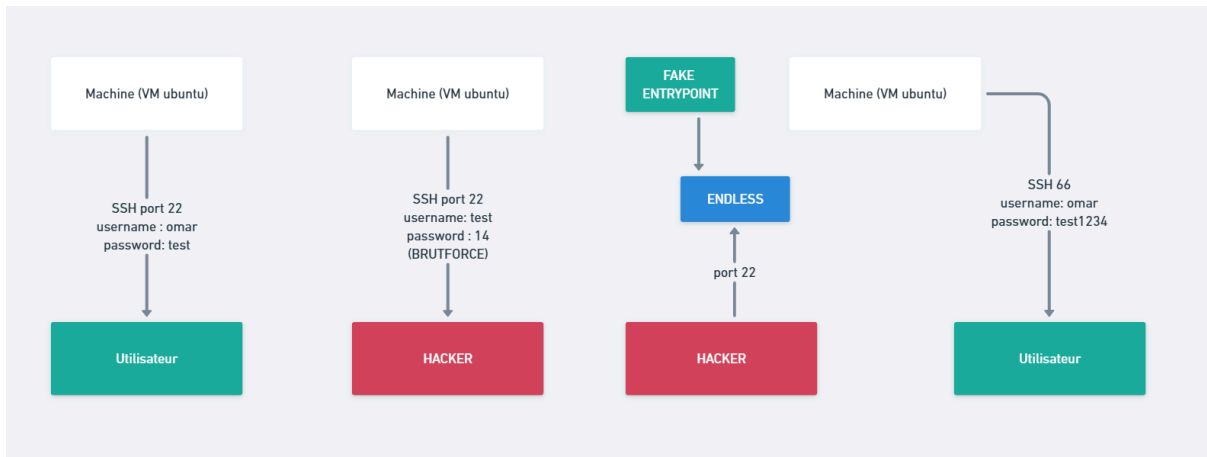 Machine (VM ubuntu)
SSH port 22
username : omar
password: test
Utilisateur
Machine (VM ubuntu)
SSH port 22
username: test
password : 14
(BRUTFORCE)
HACKER
FAKE
ENTRYPOINT
ENDLESS
port 22
HACKER
Machine (VM ubuntu)
SSH 66
username: omar
password: test1234
Utilisateur